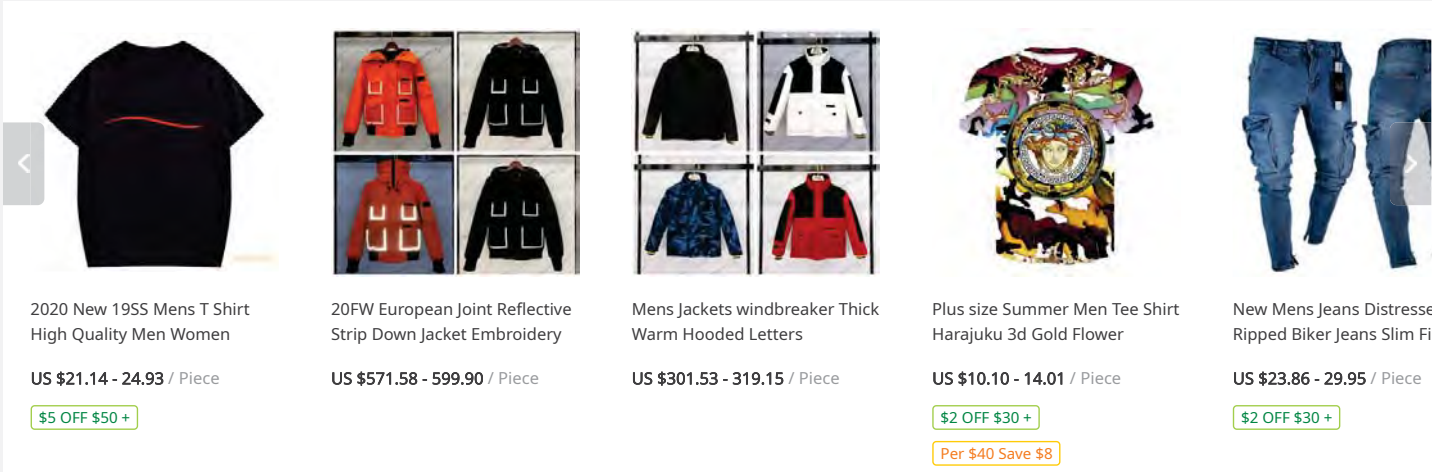 2020 New 19SS Mens T Shirt
High Quality Men Women
US $21.14 - 24.93 / Piece
$5 OFF $50 +
20FW European Joint Reflective
Strip Down Jacket Embroidery
US $571.58 - 599.90 / Piece
Mens Jackets windbreaker Thick
Warm Hooded Letters
US $301.53 - 319.15 / Piece
Plus size Summer Men Tee Shirt
Harajuku 3d Gold Flower
US $10.10 - 14.01 / Piece
$2 OFF $30 +
Per $40 Save $8
New Mens Jeans Distresse
Ripped Biker Jeans Slim Fi
US $23.86 - 29.95 / Piece
$2 OFF $30 +